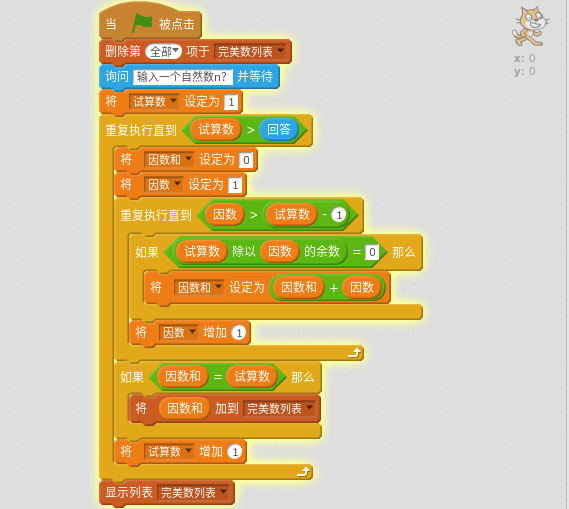 当 被点击
删除第 全部 项于 完美数列表
询问 输入一个自然数n? 并等待
将 试算数 设定为 1
重复执行直到 试算数 > 回答
将 因数和 设定为 0
将 因数 设定为 1
重复执行直到 因数 > 试算数 - 1
如果 试算数 除以 因数 的余数 = 0 那么
将 因数和 设定为 因数和 + 因数
将 因数 增加 1
如果 因数和 = 试算数 那么
将 因数和 加到 完美数列表
将 试算数 增加 1
显示列表 完美数列表
x: 0
y: 0